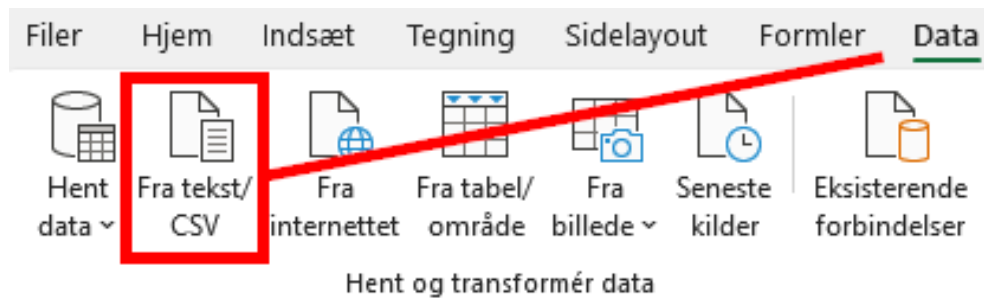 Filer Hjem Indsæt Tegning Sidelayout Formler Data
Hent data
Fra tekst/
CSV
Fra
internettet
Fra tabel/
område
Fra
billede
Seneste
kilder
Eksisterende
forbindelser
Hent og transformér data